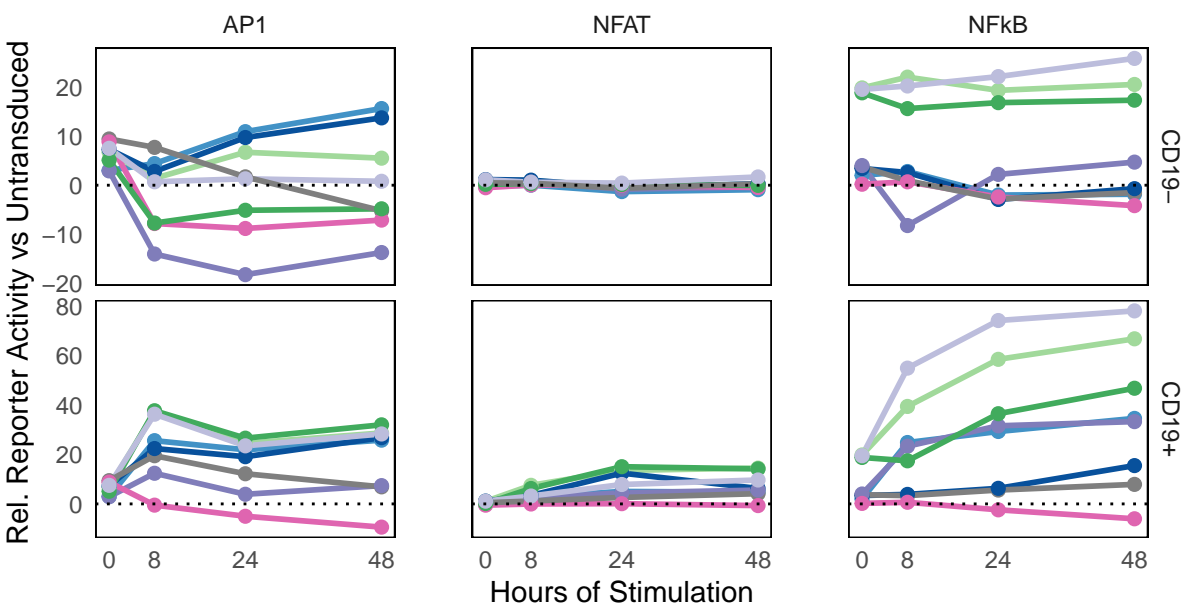 AP1 NFAT NFkB
Rel. Reporter Activity vs Untransduced
20
10
0
−10
−20
CD19−
80
60
40
20
0
CD19+
0 8 24 48 0 8 24 48 0 8 24 48
Hours of Stimulation